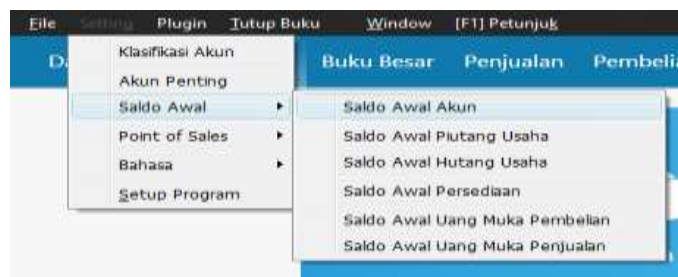 File Setting Plugin Tutup Buku Window [F1] Petunjuk
Buku Besar Penjualan
Klasifikasi Akun
Akun Penting
Saldo Awal
Point of Sales
Bahasa
Setup Program
Saldo Awal Akun
Saldo Awal Piutang Usaha
Saldo Awal Hutang Usaha
Saldo Awal Persediaan
Saldo Awal Uang Muka Pembelian
Saldo Awal Uang Muka Penjualan